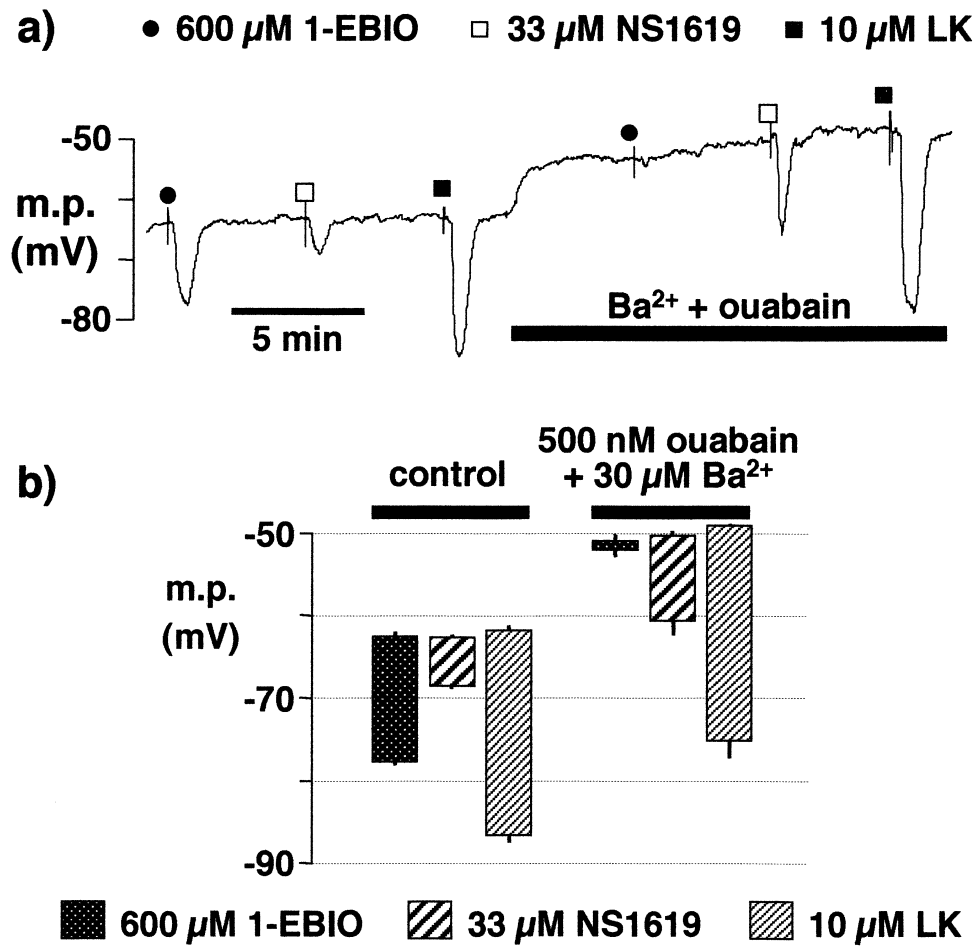 a) ● 600 µM 1-EBIO □ 33 µM NS1619 ■ 10 µM LK
-50
m.p.
(mV)
-80
5 min
Ba²⁺ + ouabain
b)
control
500 nM ouabain
+ 30 µM Ba²⁺
-50
m.p.
(mV)
-70
-90
600 µM 1-EBIO 33 µM NS1619 10 µM LK